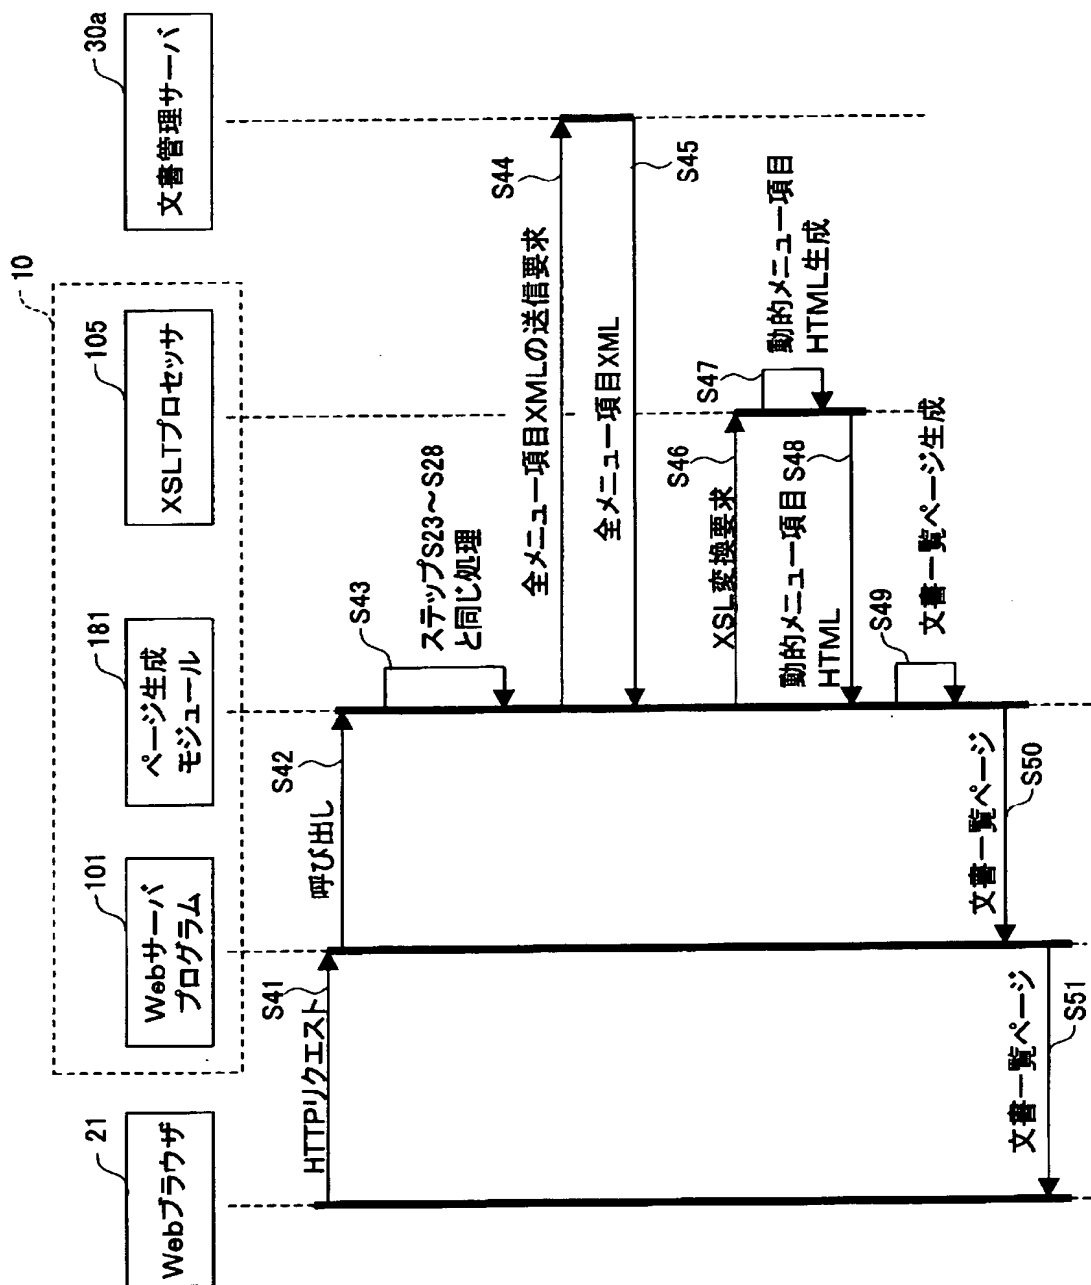 10
21
Webブラウザ
101
Webサーバ
プログラム
181
ページ生成
モジュール
105
XSLTプロセッサ
30a
文書管理サーバ
HTTPリクエスト
S41
呼び出し
S42
S43
ステップS23～S28
と同じ処理
全メニュー項目XMLの送信要求
S44
全メニュー項目XML
S45
XSL変換要求
S46
S47
動的メニュー項目
HTML生成
動的メニュー項目
HTML
S48
S49
文書一覧ページ生成
文書一覧ページ
S50
文書一覧ページ
S51